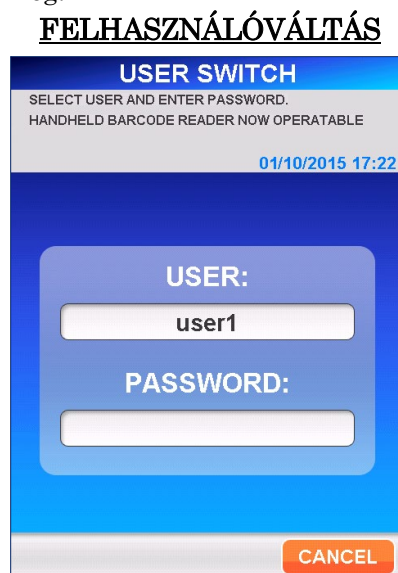 FELHASZNÁLÓVÁLTÁS
USER SWITCH
SELECT USER AND ENTER PASSWORD.
HANDHELD BARCODE READER NOW OPERATABLE
01/10/2015 17:22
USER:
user1
PASSWORD:
CANCEL